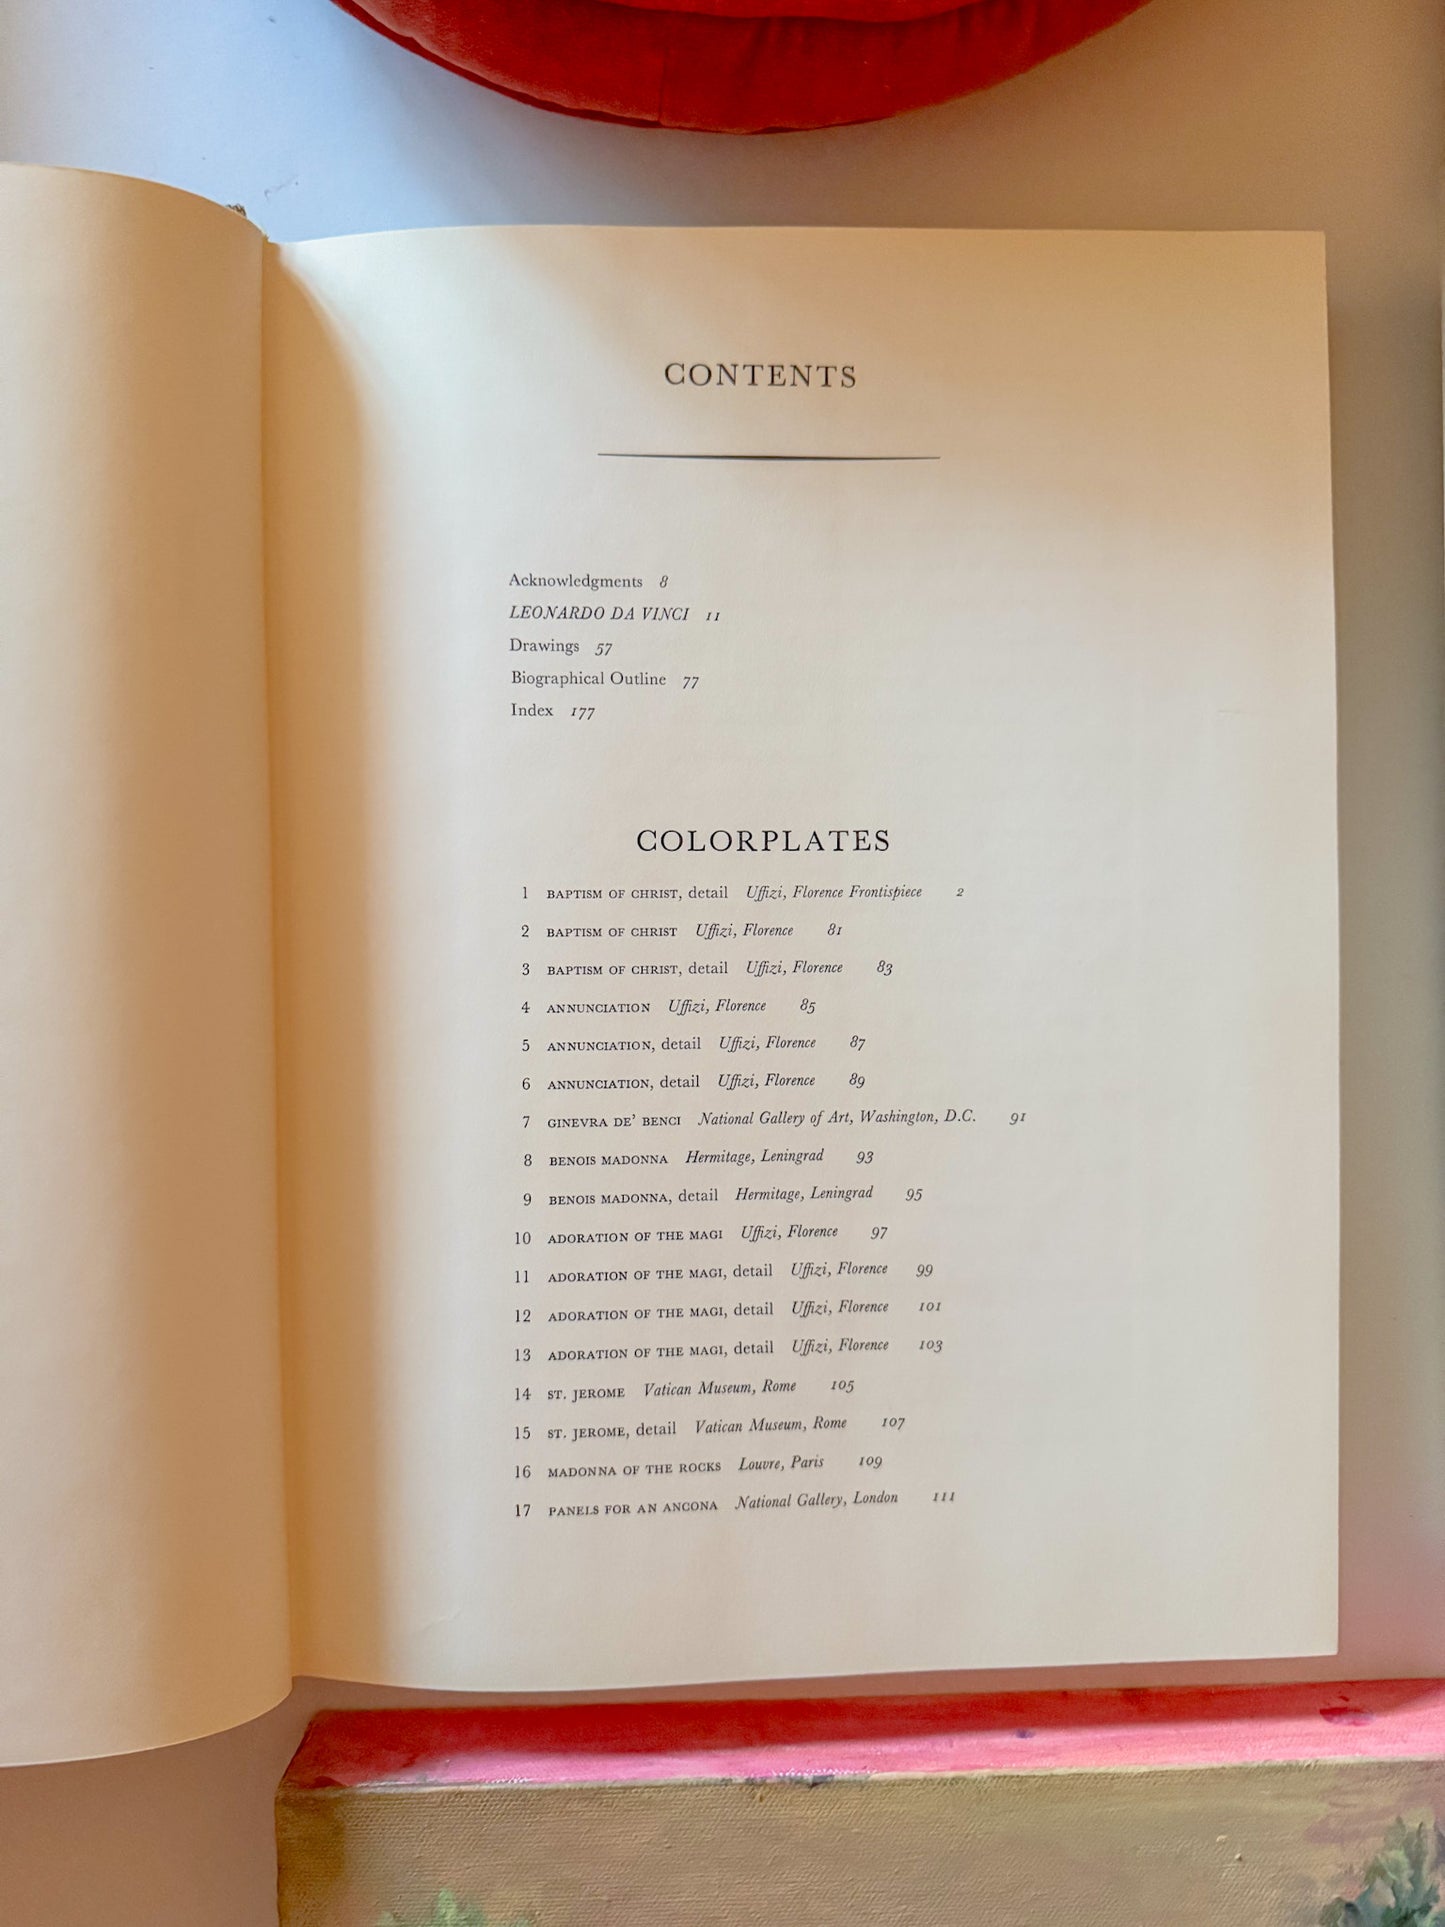 CONTENTS
Acknowledgments 8
LEONARDO DA VINCI 11
Drawings 57
Biographical Outline 77
Index 177
COLORPLATES
1 BAPTISM OF CHRIST, detail Uffizi, Florence Frontispiece 2
2 BAPTISM OF CHRIST Uffizi, Florence 81
3 BAPTISM OF CHRIST, detail Uffizi, Florence 83
4 ANNUNCIATION Uffizi, Florence 85
5 ANNUNCIATION, detail Uffizi, Florence 87
6 ANNUNCIATION, detail Uffizi, Florence 89
7 GINEVRA DE' BENCI National Gallery of Art, Washington, D.C. 91
8 BENOIS MADONNA Hermitage, Leningrad 93
9 BENOIS MADONNA, detail Hermitage, Leningrad 95
10 ADORATION OF THE MAGI Uffizi, Florence 97
11 ADORATION OF THE MAGI, detail Uffizi, Florence 99
12 ADORATION OF THE MAGI, detail Uffizi, Florence 101
13 ADORATION OF THE MAGI, detail Uffizi, Florence 103
14 ST. JEROME Vatican Museum, Rome 105
15 ST. JEROME, detail Vatican Museum, Rome 107
16 MADONNA OF THE ROCKS Louvre, Paris 109
17 PANELS FOR AN ANCONA National Gallery, London 111